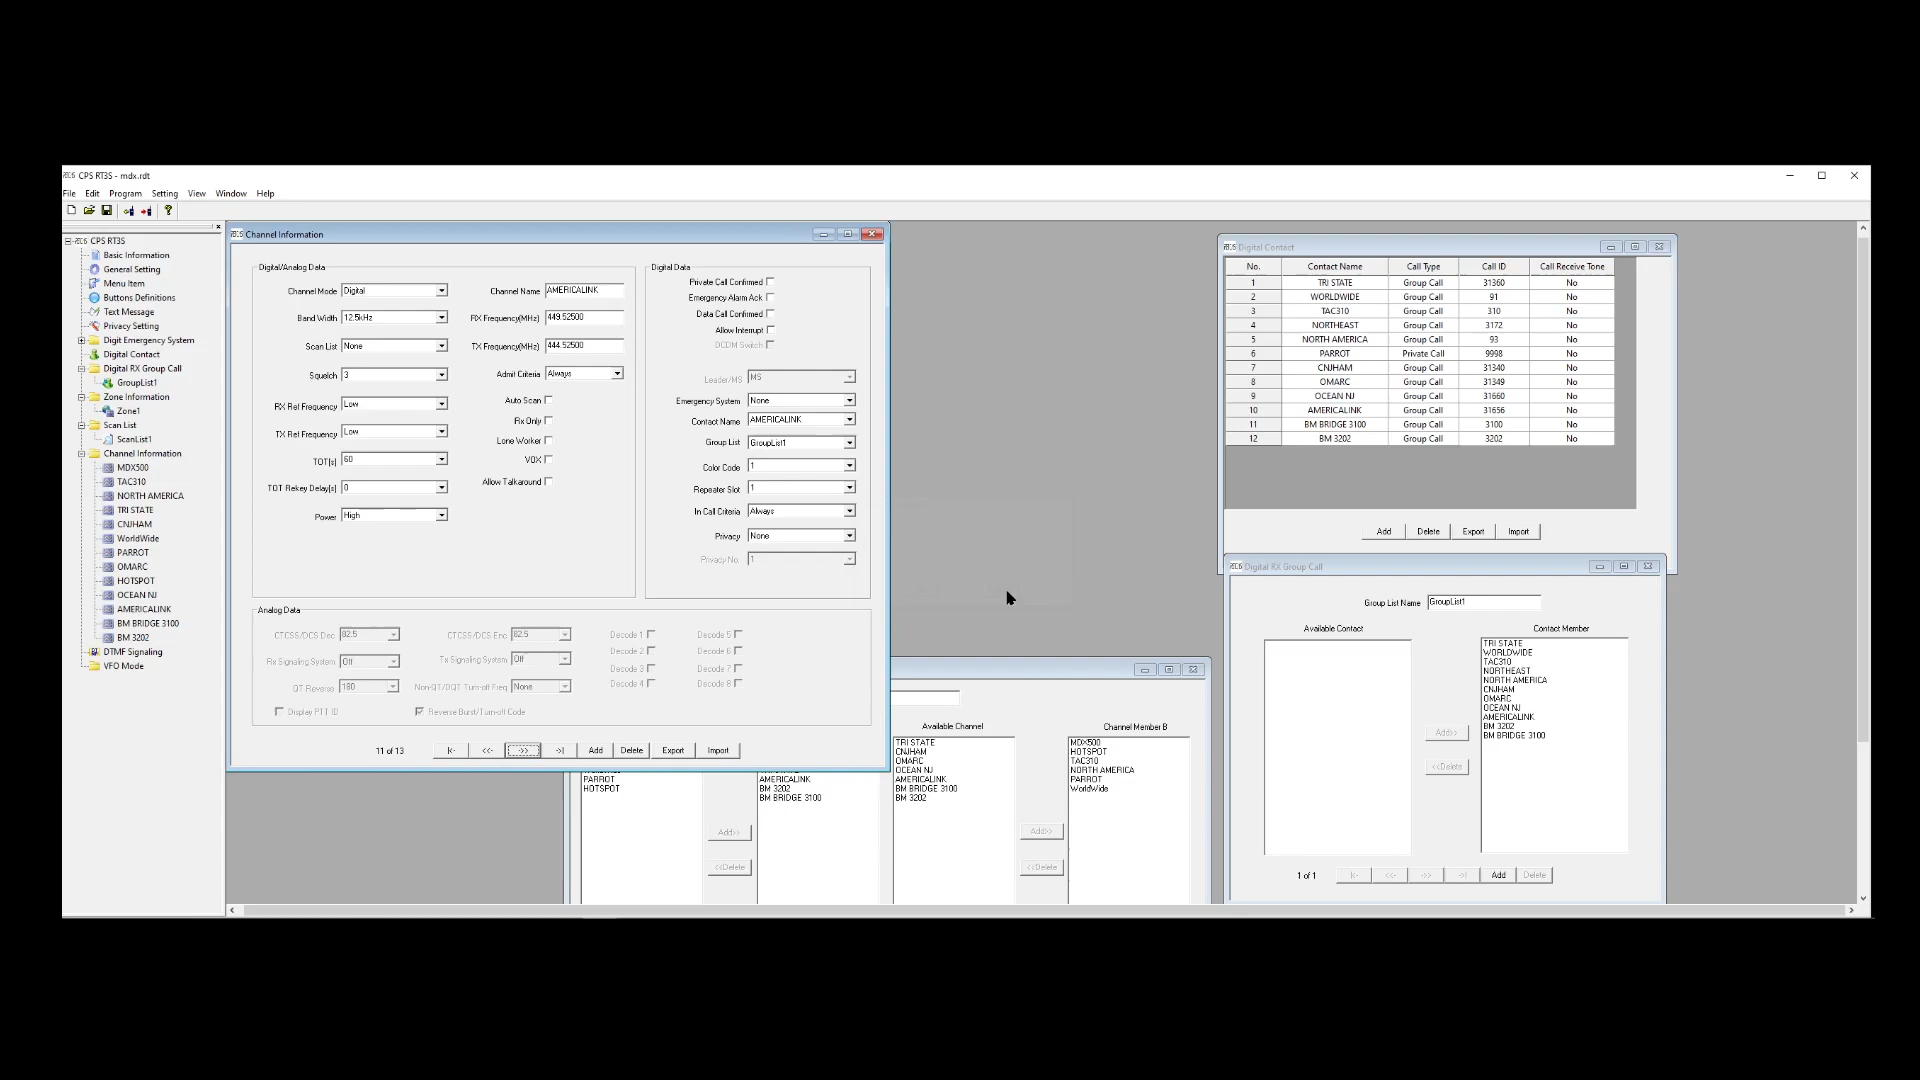 CPS RT3S - mdx.rdt
File Edit Program Setting View Window Help
CPS RT3S
Basic Information
General Setting
Menu Item
Buttons Definitions
Text Message
Privacy Setting
Digit Emergency System
Digital Contact
Digital RX Group Call
GroupList1
Zone Information
Zone1
Scan List
ScanList1
Channel Information
MDX500
TAC310
NORTH AMERICA
TRI STATE
CNJHAM
WorldWide
PARROT
OMARC
HOTSPOT
OCEAN NJ
AMERICALINK
BM BRIDGE 3100
BM 3202
DTMF Signaling
VFO Mode
Channel Information
Digital/Analog Data
Channel Mode Digital
Band Width 12.5kHz
Scan List None
Squelch 3
RX Ref Frequency Low
TX Ref Frequency Low
TOT[s] 60
TOT Rekey Delay[s] 0
Power High
Channel Name AMERICALINK
RX Frequency(MHz) 449.52500
TX Frequency(MHz) 444.52500
Admit Criteria Always
Auto Scan
Rx Only
Lone Worker
VOX
Allow Talkaround
Digital Data
Private Call Confirmed
Emergency Alarm Ack
Data Call Confirmed
Allow Interrupt
DCDM Switch
Leader/MS MS
Emergency System None
Contact Name AMERICALINK
Group List GroupList1
Color Code 1
Repeater Slot 1
In Call Criteria Always
Privacy None
Privacy No. 1
Analog Data
CTCSS/DCS Dec 82.5 CTCSS/DCS Enc 82.5 Decode 1 Decode 5
Decode 2 Decode 6
Rx Signaling System Off Tx Signaling System Off Decode 3 Decode 7
QT Reverse 180 Non-QT/DQT Turn-off Freq None Decode 4 Decode 8
Display PTT ID Reverse Burst/Turn-off Code
11 of 13 |<- <<- ->> ->| Add Delete Export Import
PARROT
HOTSPOT
Add>>
<<Delete
AMERICALINK
BM 3202
BM BRIDGE 3100
Available Channel
TRI STATE
CNJHAM
OMARC
OCEAN NJ
AMERICALINK
BM BRIDGE 3100
BM 3202
Add>>
<<Delete
Channel Member B
MDX500
HOTSPOT
TAC310
NORTH AMERICA
PARROT
WorldWide
Digital Contact
No. Contact Name Call Type Call ID Call Receive Tone
1 TRI STATE Group Call 31360 No
2 WORLDWIDE Group Call 91 No
3 TAC310 Group Call 310 No
4 NORTHEAST Group Call 3172 No
5 NORTH AMERICA Group Call 93 No
6 PARROT Private Call 9998 No
7 CNJHAM Group Call 31340 No
8 OMARC Group Call 31349 No
9 OCEAN NJ Group Call 31660 No
10 AMERICALINK Group Call 31656 No
11 BM BRIDGE 3100 Group Call 3100 No
12 BM 3202 Group Call 3202 No
Add Delete Export Import
Digital RX Group Call
Group List Name GroupList1
Available Contact
Add>>
<<Delete
Contact Member
TRI STATE
WORLDWIDE
TAC310
NORTHEAST
NORTH AMERICA
CNJHAM
OMARC
OCEAN NJ
AMERICALINK
BM 3202
BM BRIDGE 3100
1 of 1 |<- <<- ->> ->| Add Delete